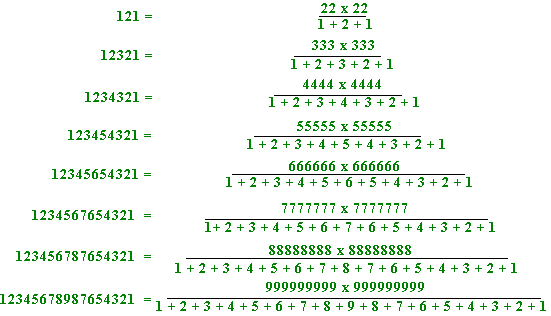 121 = 22 x 22
1 + 2 + 1
12321 = 333 x 333
1 + 2 + 3 + 2 + 1
1234321 = 4444 x 4444
1 + 2 + 3 + 4 + 3 + 2 + 1
123454321 = 55555 x 55555
1 + 2 + 3 + 4 + 5 + 4 + 3 + 2 + 1
12345654321 = 666666 x 666666
1 + 2 + 3 + 4 + 5 + 6 + 5 + 4 + 3 + 2 + 1
1234567654321 = 7777777 x 7777777
1+ 2 + 3 + 4 + 5 + 6 + 7 + 6 + 5 + 4 + 3 + 2 + 1
123456787654321 = 88888888 x 88888888
1 + 2 + 3 + 4 + 5 + 6 + 7 + 8 + 7 + 6 + 5 + 4 + 3 + 2 + 1
12345678987654321 = 999999999 x 999999999
1 + 2 + 3 + 4 + 5 + 6 + 7 + 8 + 9 + 8 + 7 + 6 + 5 + 4 + 3 + 2 + 1